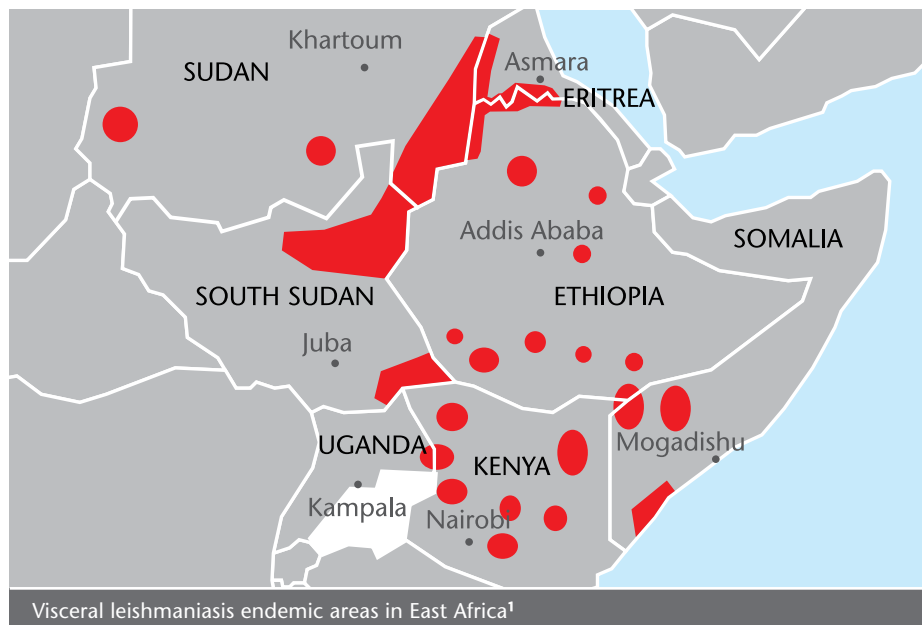 Khartoum
SUDAN
Asmara
ERITREA
Addis Ababa
SOMALIA
SOUTH SUDAN
ETHIOPIA
Juba
UGANDA
Mogadishu
KENYA
Kampala
Nairobi
Visceral leishmaniasis endemic areas in East Africa¹